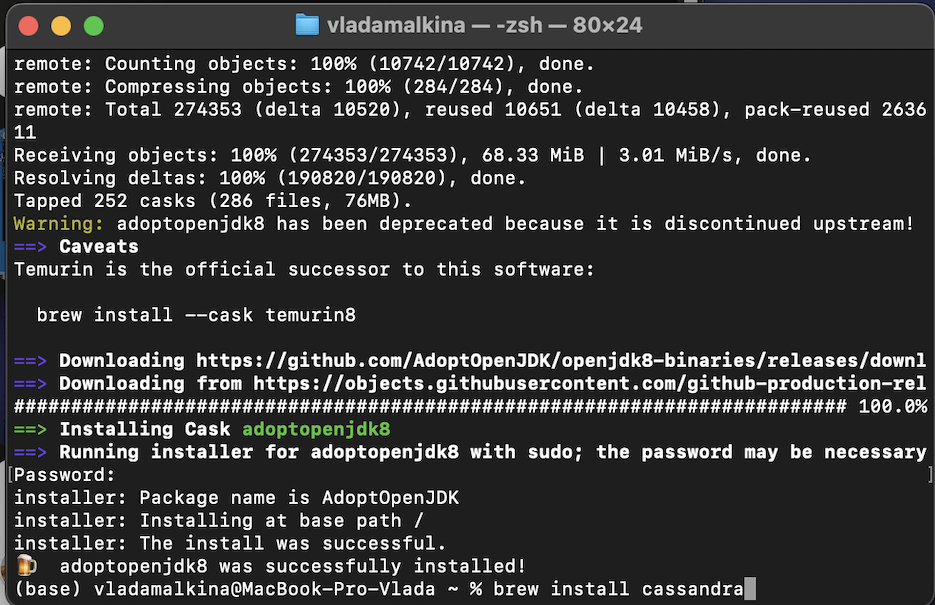 vladamalkina — -zsh — 80×24
remote: Counting objects: 100% (10742/10742), done.
remote: Compressing objects: 100% (284/284), done.
remote: Total 274353 (delta 10520), reused 10651 (delta 10458), pack-reused 2636
11
Receiving objects: 100% (274353/274353), 68.33 MiB | 3.01 MiB/s, done.
Resolving deltas: 100% (190820/190820), done.
Tapped 252 casks (286 files, 76MB).
Warning: adoptopenjdk8 has been deprecated because it is discontinued upstream!
==> Caveats
Temurin is the official successor to this software:
brew install --cask temurin8
==> Downloading https://github.com/AdoptOpenJDK/openjdk8-binaries/releases/downl
==> Downloading from https://objects.githubusercontent.com/github-production-rel
######################################################################### 100.0%
==> Installing Cask adoptopenjdk8
==> Running installer for adoptopenjdk8 with sudo; the password may be necessary
[Password: ]
installer: Package name is AdoptOpenJDK
installer: Installing at base path /
installer: The install was successful.
🍺 adoptopenjdk8 was successfully installed!
(base) vladamalkina@MacBook-Pro-Vlada ~ % brew install cassandra